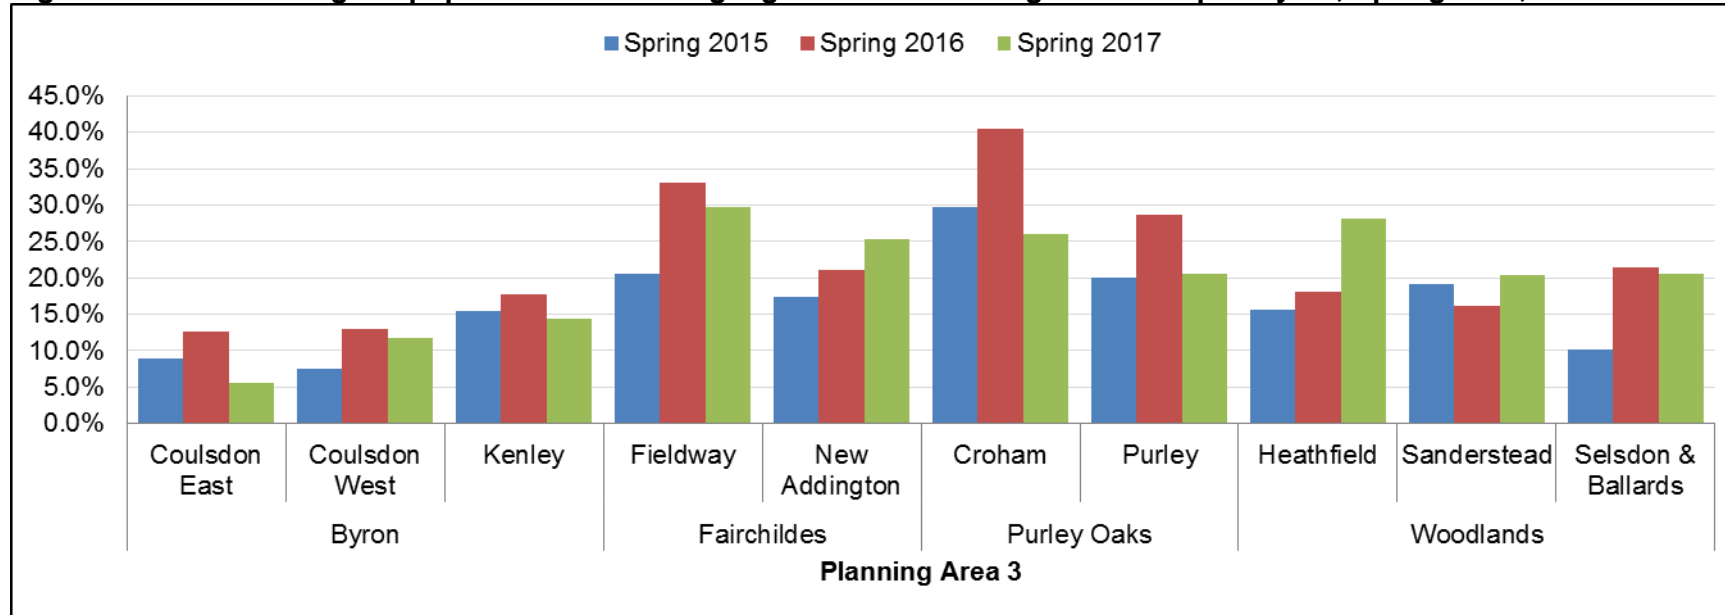 Spring 2015 Spring 2016 Spring 2017
45.0%
40.0%
35.0%
30.0%
25.0%
20.0%
15.0%
10.0%
5.0%
0.0%
Coulsdon East
Coulsdon West
Kenley
Fieldway
New Addington
Croham
Purley
Heathfield
Sanderstead
Selsdon & Ballards
Byron
Fairchildes
Purley Oaks
Woodlands
Planning Area 3